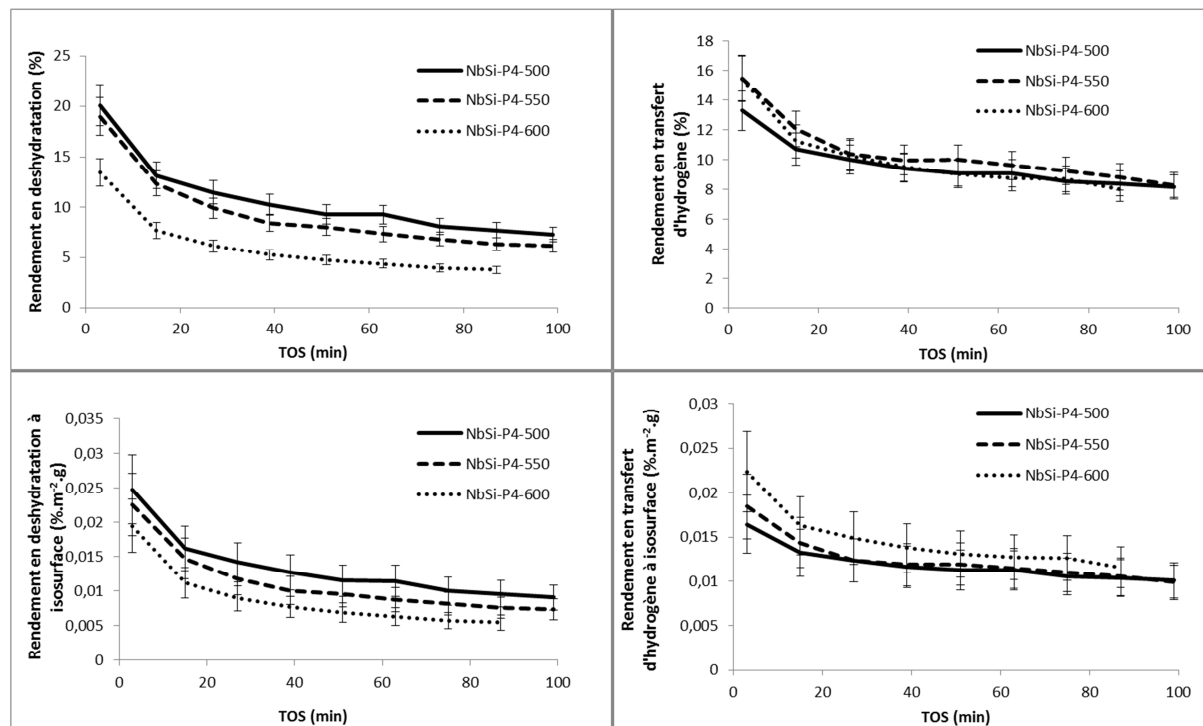 Rendement en deshydratation (%)
25
20
15
10
5
0
0 20 40 60 80 100
TOS (min)
NbSi-P4-500
NbSi-P4-550
NbSi-P4-600
Rendement en transfert
d'hydrogène (%)
18
16
14
12
10
8
6
4
2
0
0 20 40 60 80 100
TOS (min)
NbSi-P4-500
NbSi-P4-550
NbSi-P4-600
Rendement en deshydratation à
isosurface (%.m⁻².g)
0,035
0,03
0,025
0,02
0,015
0,01
0,005
0
0 20 40 60 80 100
TOS (min)
NbSi-P4-500
NbSi-P4-550
NbSi-P4-600
Rendement en transfert
d'hydrogène à isosurface (%.m⁻².g)
0,03
0,025
0,02
0,015
0,01
0,005
0,000
0 20 40 60 80 100
TOS (min)
NbSi-P4-500
NbSi-P4-550
NbSi-P4-600